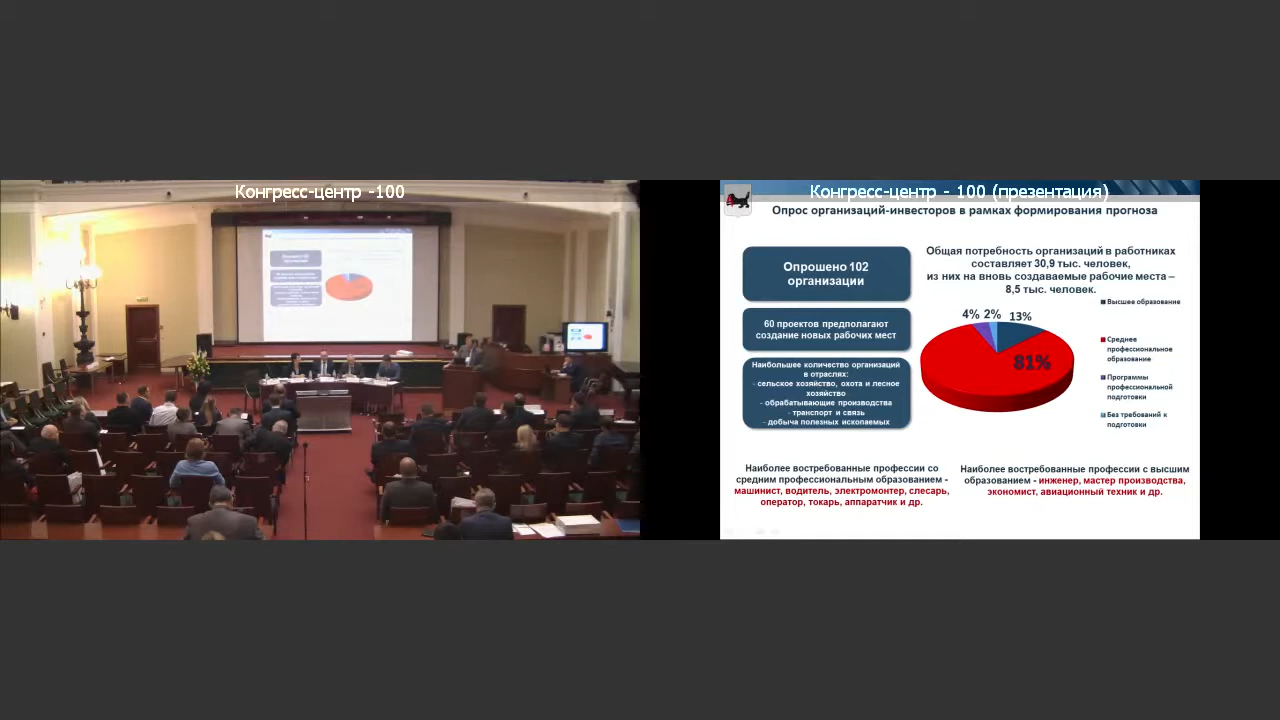 Конгресс-центр -100
Конгресс-центр - 100 (презентация)
Опрос организаций-инвесторов в рамках формирования прогноза
Опрошено 102
организации
60 проектов предполагают
создание новых рабочих мест
Наибольшее количество организаций
в отраслях:
- сельское хозяйство, охота и лесное
хозяйство
- обрабатывающие производства
- транспорт и связь
- добыча полезных ископаемых
Общая потребность организаций в работниках
составляет 30,9 тыс. человек,
из них на вновь создаваемые рабочие места –
8,5 тыс. человек.
4% 2% 13%
81%
Высшее образование
Среднее
профессиональное
образование
Программы
профессиональной
подготовки
Без требований к
подготовки
Наиболее востребованные профессии со
средним профессиональным образованием -
машинист, водитель, электромонтер, слесарь,
оператор, токарь, аппаратчик и др.
Наиболее востребованные профессии с высшим
образованием - инженер, мастер производства,
экономист, авиационный техник и др.